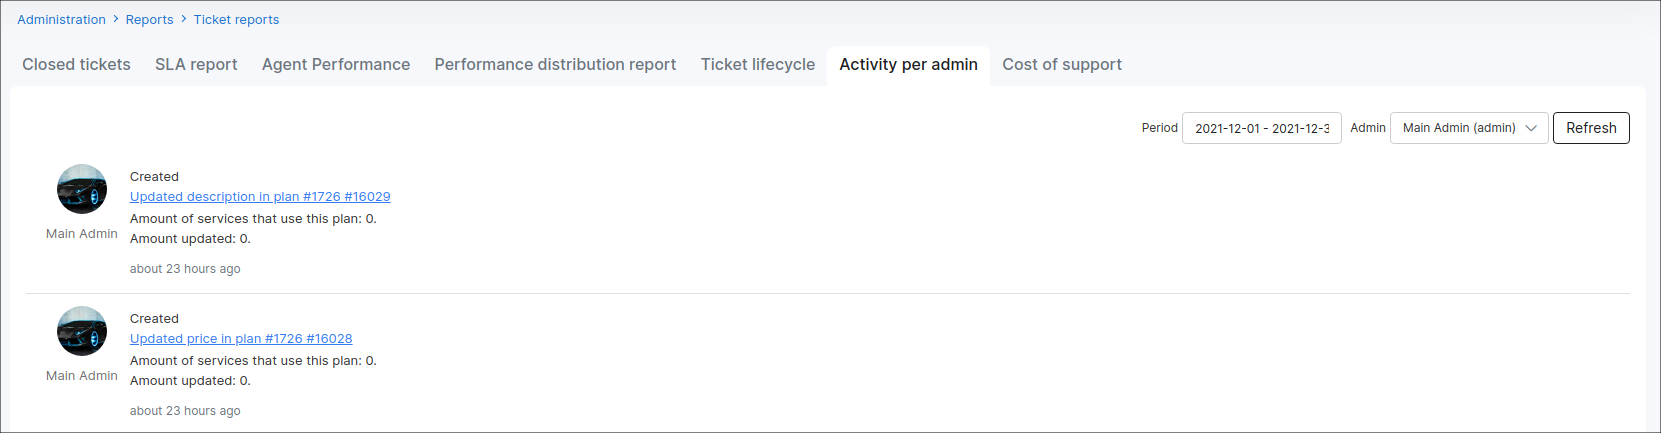 Administration > Reports > Ticket reports
Closed tickets SLA report Agent Performance Performance distribution report Ticket lifecycle Activity per admin Cost of support
Period 2021-12-01 - 2021-12-3 Admin Main Admin (admin) Refresh
Created
Updated description in plan #1726 #16029
Amount of services that use this plan: 0.
Main Admin
Amount updated: 0.
about 23 hours ago
Created
Updated price in plan #1726 #16028
Amount of services that use this plan: 0.
Main Admin
Amount updated: 0.
about 23 hours ago